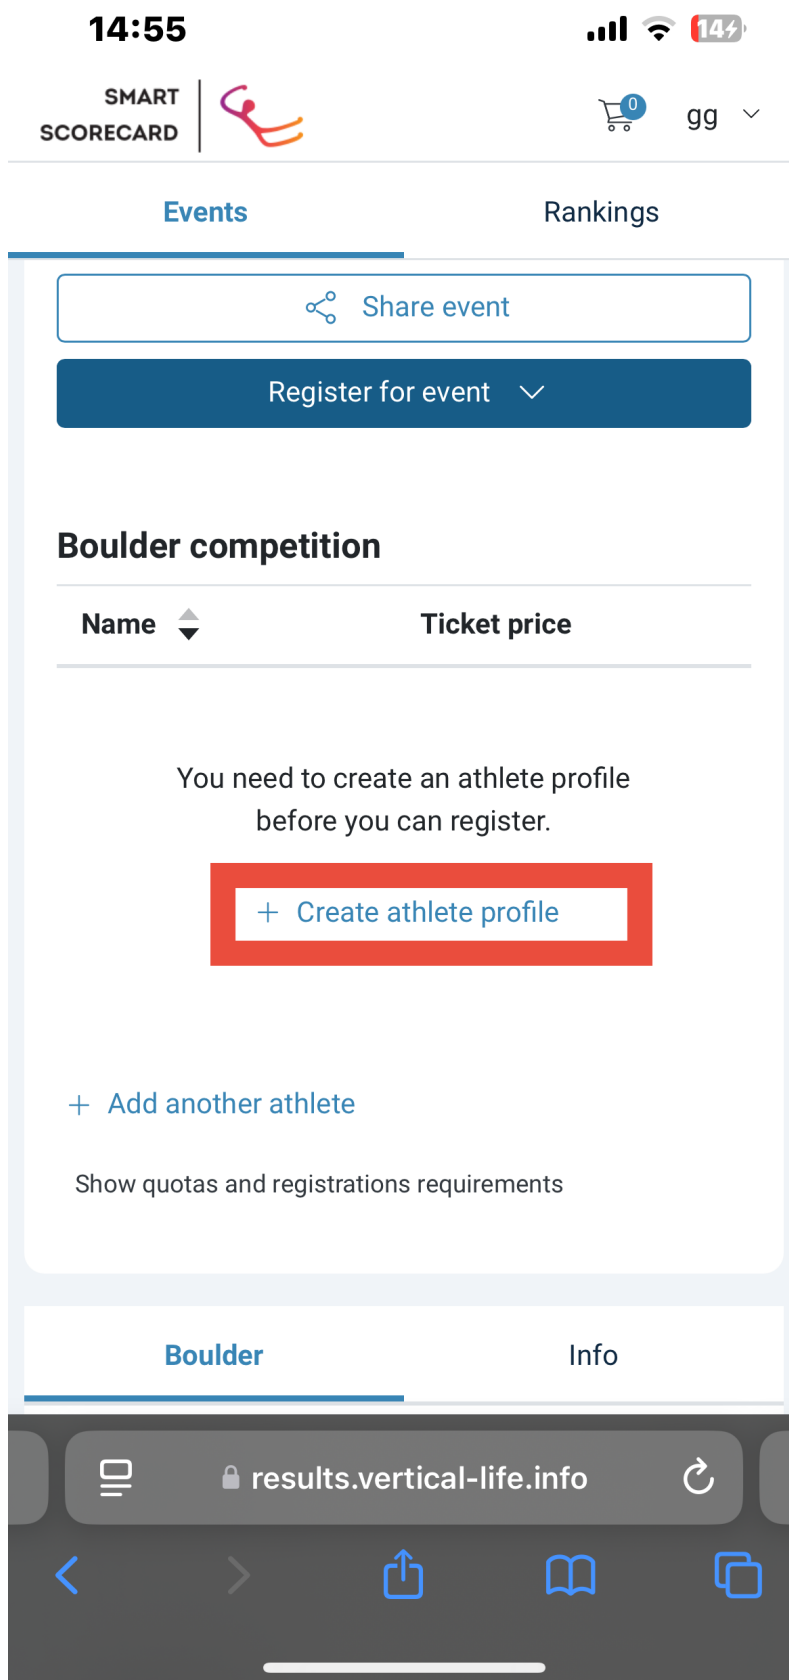 14:55
14
SMART
SCORECARD
0
gg
Events
Rankings
Share event
Register for event
Boulder competition
Name
Ticket price
You need to create an athlete profile
before you can register.
+ Create athlete profile
+ Add another athlete
Show quotas and registrations requirements
Boulder
Info
results.vertical-life.info